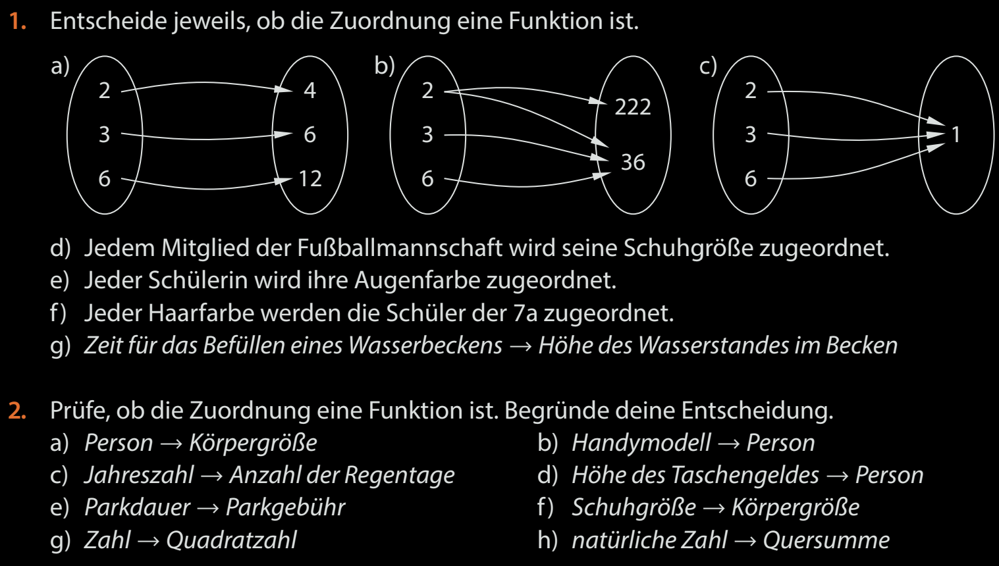 1. Entscheide jeweils, ob die Zuordnung eine Funktion ist.
a) b) c)
2 4 2 222 2
3 6 3 36 3 1
6 12 6 6
d) Jedem Mitglied der Fußballmannschaft wird seine Schuhgröße zugeordnet.
e) Jeder Schülerin wird ihre Augenfarbe zugeordnet.
f) Jeder Haarfarbe werden die Schüler der 7a zugeordnet.
g) Zeit für das Befüllen eines Wasserbeckens → Höhe des Wasserstandes im Becken
2. Prüfe, ob die Zuordnung eine Funktion ist. Begründe deine Entscheidung.
a) Person → Körpergröße b) Handymodell → Person
c) Jahreszahl → Anzahl der Regentage d) Höhe des Taschengeldes → Person
e) Parkdauer → Parkgebühr f) Schuhgröße → Körpergröße
g) Zahl → Quadratzahl h) natürliche Zahl → Quersumme